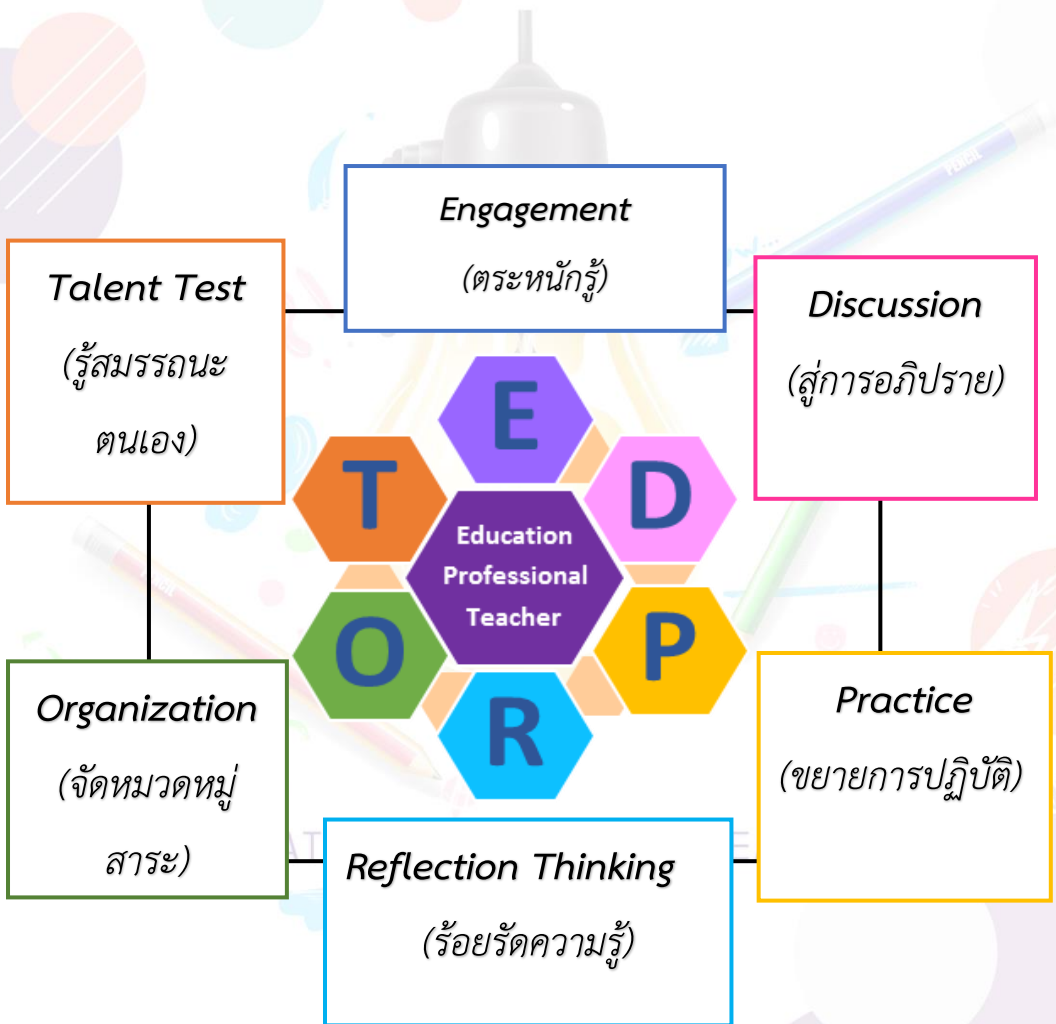 Engagement
(ตระหนักรู้)
Talent Test
(รู้สมรรถนะ
ตนเอง)
Discussion
(สู่การอภิปราย)
E
T
D
Education
Professional
Teacher
O
P
R
Organization
(จัดหมวดหมู่
สาระ)
Practice
(ขยายการปฏิบัติ)
Reflection Thinking
(ร้อยรัดความรู้)
PENCIL